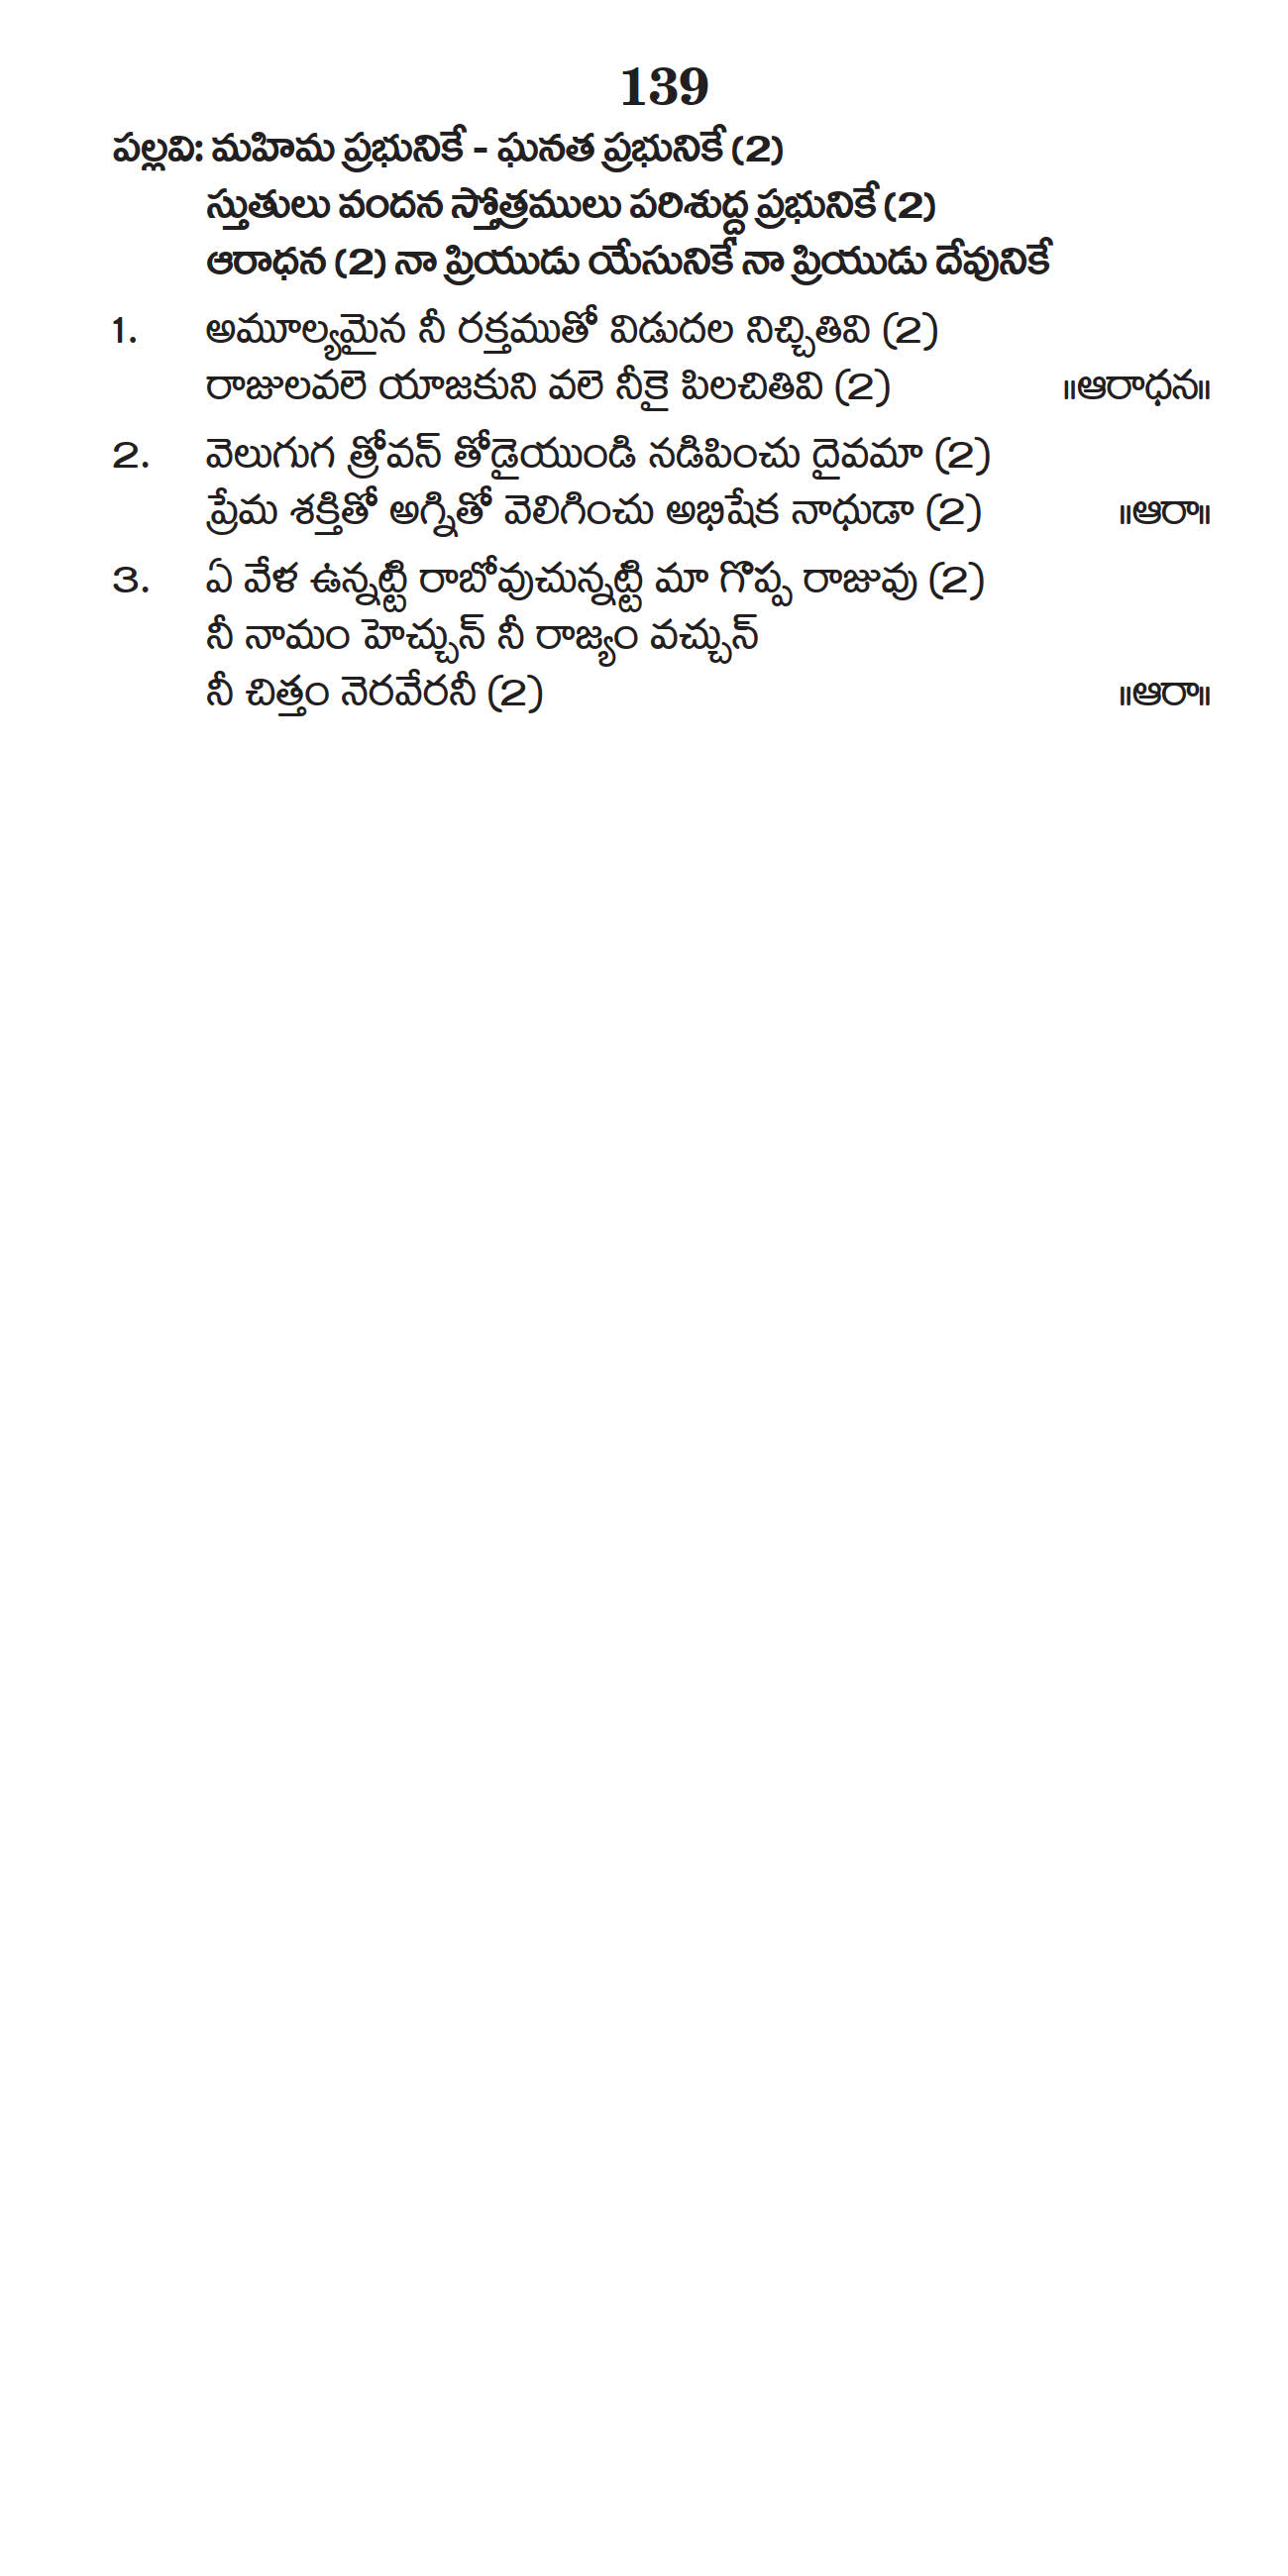 139
పల్లవి: మహిమ ప్రభునికే - ఘనత ప్రభునికే (2)
స్తుతులు వందన స్తోత్రములు పరిశుద్ధ ప్రభునికే (2)
ఆరాధన (2) నా ప్రియుడు యేసునికే నా ప్రియుడు దేవునికే
1. అమూల్యమైన నీ రక్తముతో విడుదల నిచ్చితివి (2)
రాజులవలె యాజకుని వలె నీకై పిలచితివి (2) ॥ఆరాధన॥
2. వెలుగుగ త్రోవన్ తోడైయుండి నడిపించు దైవమా (2)
ప్రేమ శక్తితో అగ్నితో వెలిగించు అభిషేక నాధుడా (2) ॥ఆరా॥
3. ఏ వేళ ఉన్నట్టి రాబోవుచున్నట్టి మా గొప్ప రాజువు (2)
నీ నామం హెచ్చున్ నీ రాజ్యం వచ్చున్
నీ చిత్తం నెరవేరనీ (2) ॥ఆరా॥